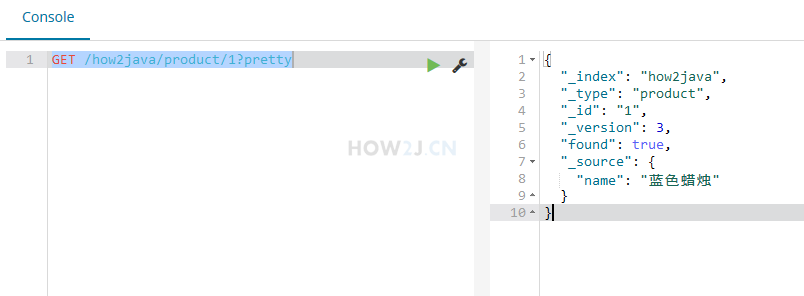 Console
1 GET /how2java/product/1?pretty
HOW2J.CN
1 {
2 "_index": "how2java",
3 "_type": "product",
4 "_id": "1",
5 "_version": 3,
6 "found": true,
7 "_source": {
8 "name": "蓝色蜡烛"
9 }
10 }